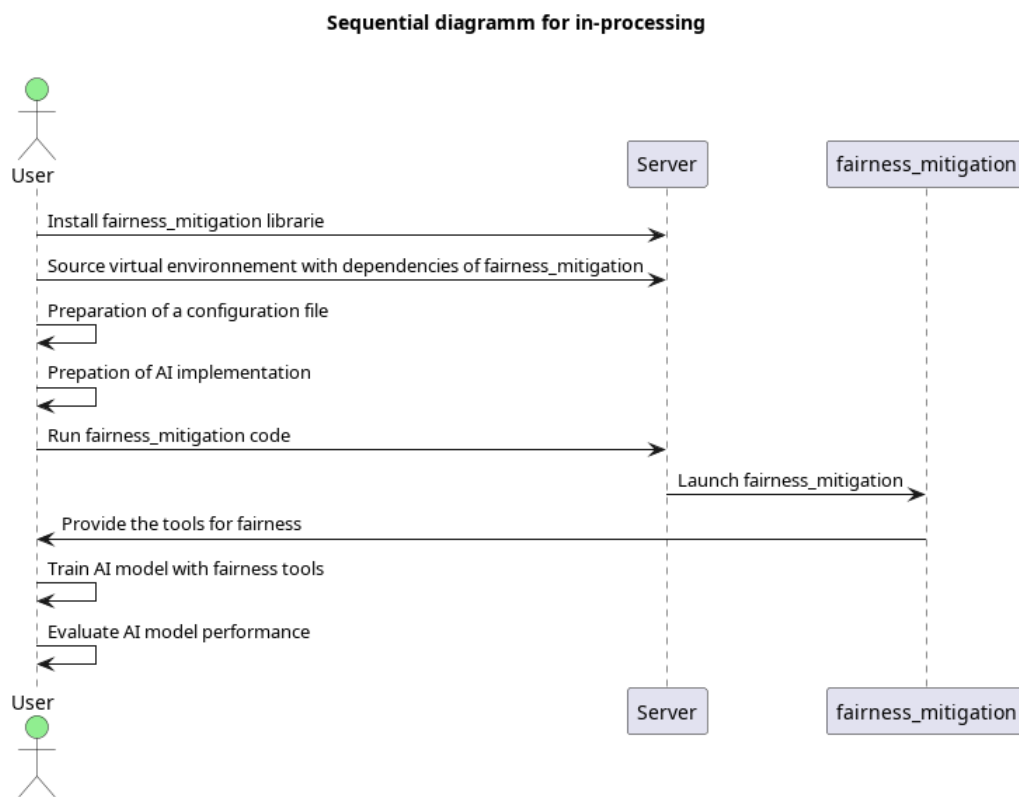 Sequential diagramm for in-processing
User
Server
fairness_mitigation
Install fairness_mitigation librarie
Source virtual environnement with dependencies of fairness_mitigation
Preparation of a configuration file
Prepation of AI implementation
Run fairness_mitigation code
Launch fairness_mitigation
Provide the tools for fairness
Train AI model with fairness tools
Evaluate AI model performance
User
Server
fairness_mitigation